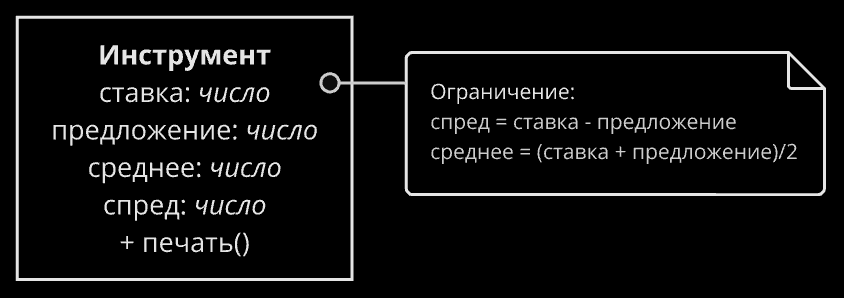 Инструмент
ставка: число
предложение: число
среднее: число
спред: число
+ печать()
Ограничение:
спред = ставка - предложение
среднее = (ставка + предложение)/2